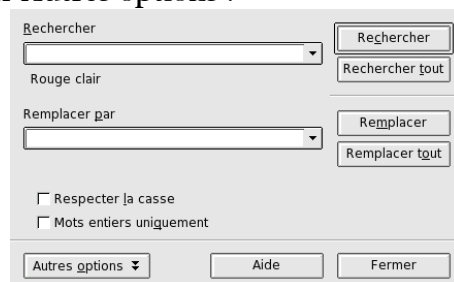 Rechercher
Rechercher
Rouge clair
Rechercher tout
Remplacer par
Remplacer
Remplacer tout
Respecter la casse
Mots entiers uniquement
Autres options
Aide
Fermer